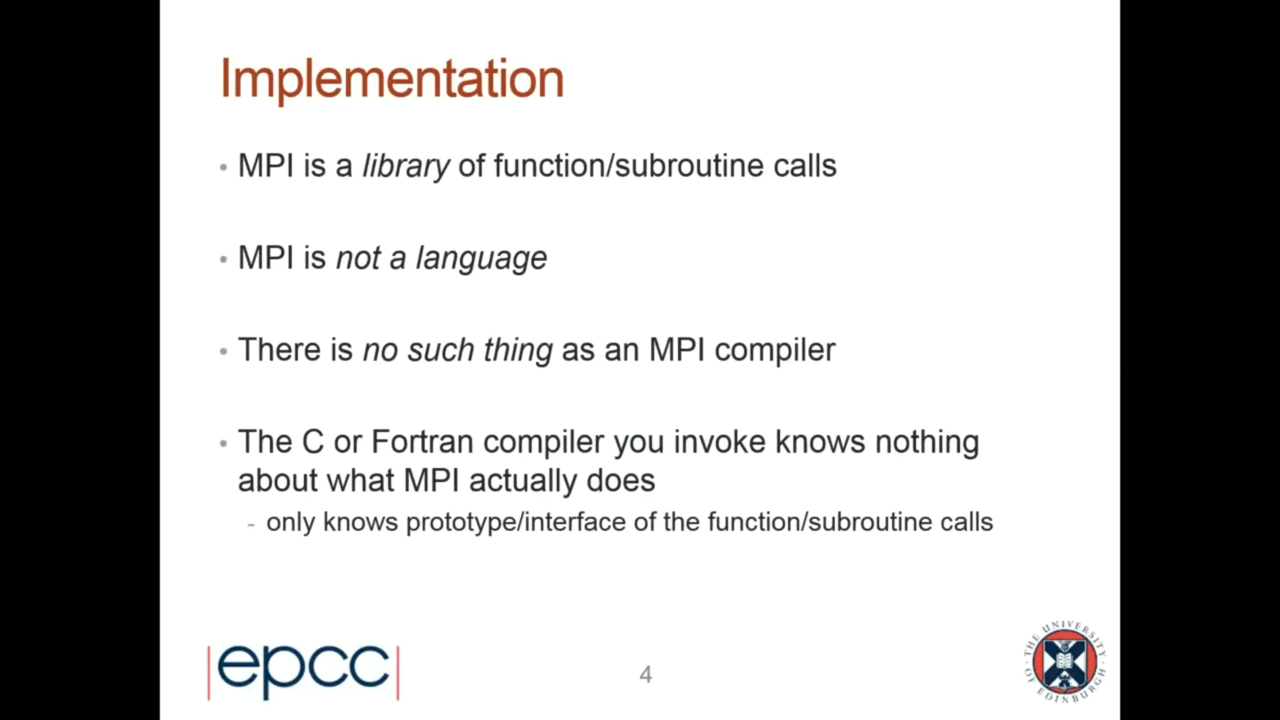 Implementation
• MPI is a library of function/subroutine calls
• MPI is not a language
• There is no such thing as an MPI compiler
• The C or Fortran compiler you invoke knows nothing
about what MPI actually does
- only knows prototype/interface of the function/subroutine calls
|epcc|
4
THE UNIVERSITY OF EDINBURGH